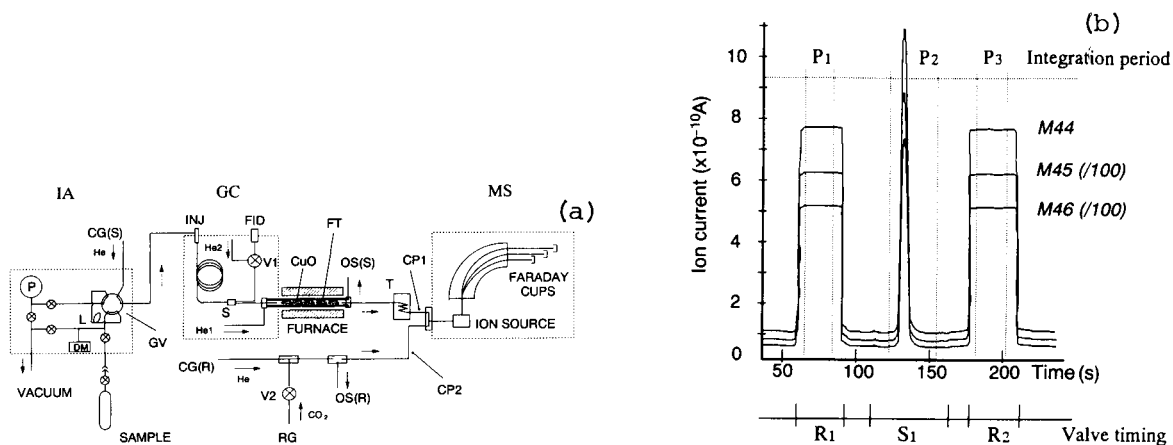 IA
GC
MS
(a)
CG(S)
He
INJ
FID
He2
V1
FT
CuO
OS(S)
CP1
T
P
L
DM
GV
S
He1
FURNACE
FARADAY
CUPS
ION SOURCE
VACUUM
SAMPLE
CG(R)
He
V2
CO2
RG
OS(R)
CP2
(b)
P1
P2
P3
Integration period
Ion current (x10⁻¹⁰A)
10
8
6
4
2
0
M44
M45 (/100)
M46 (/100)
50
100
150
200
Time (s)
R1
S1
R2
Valve timing